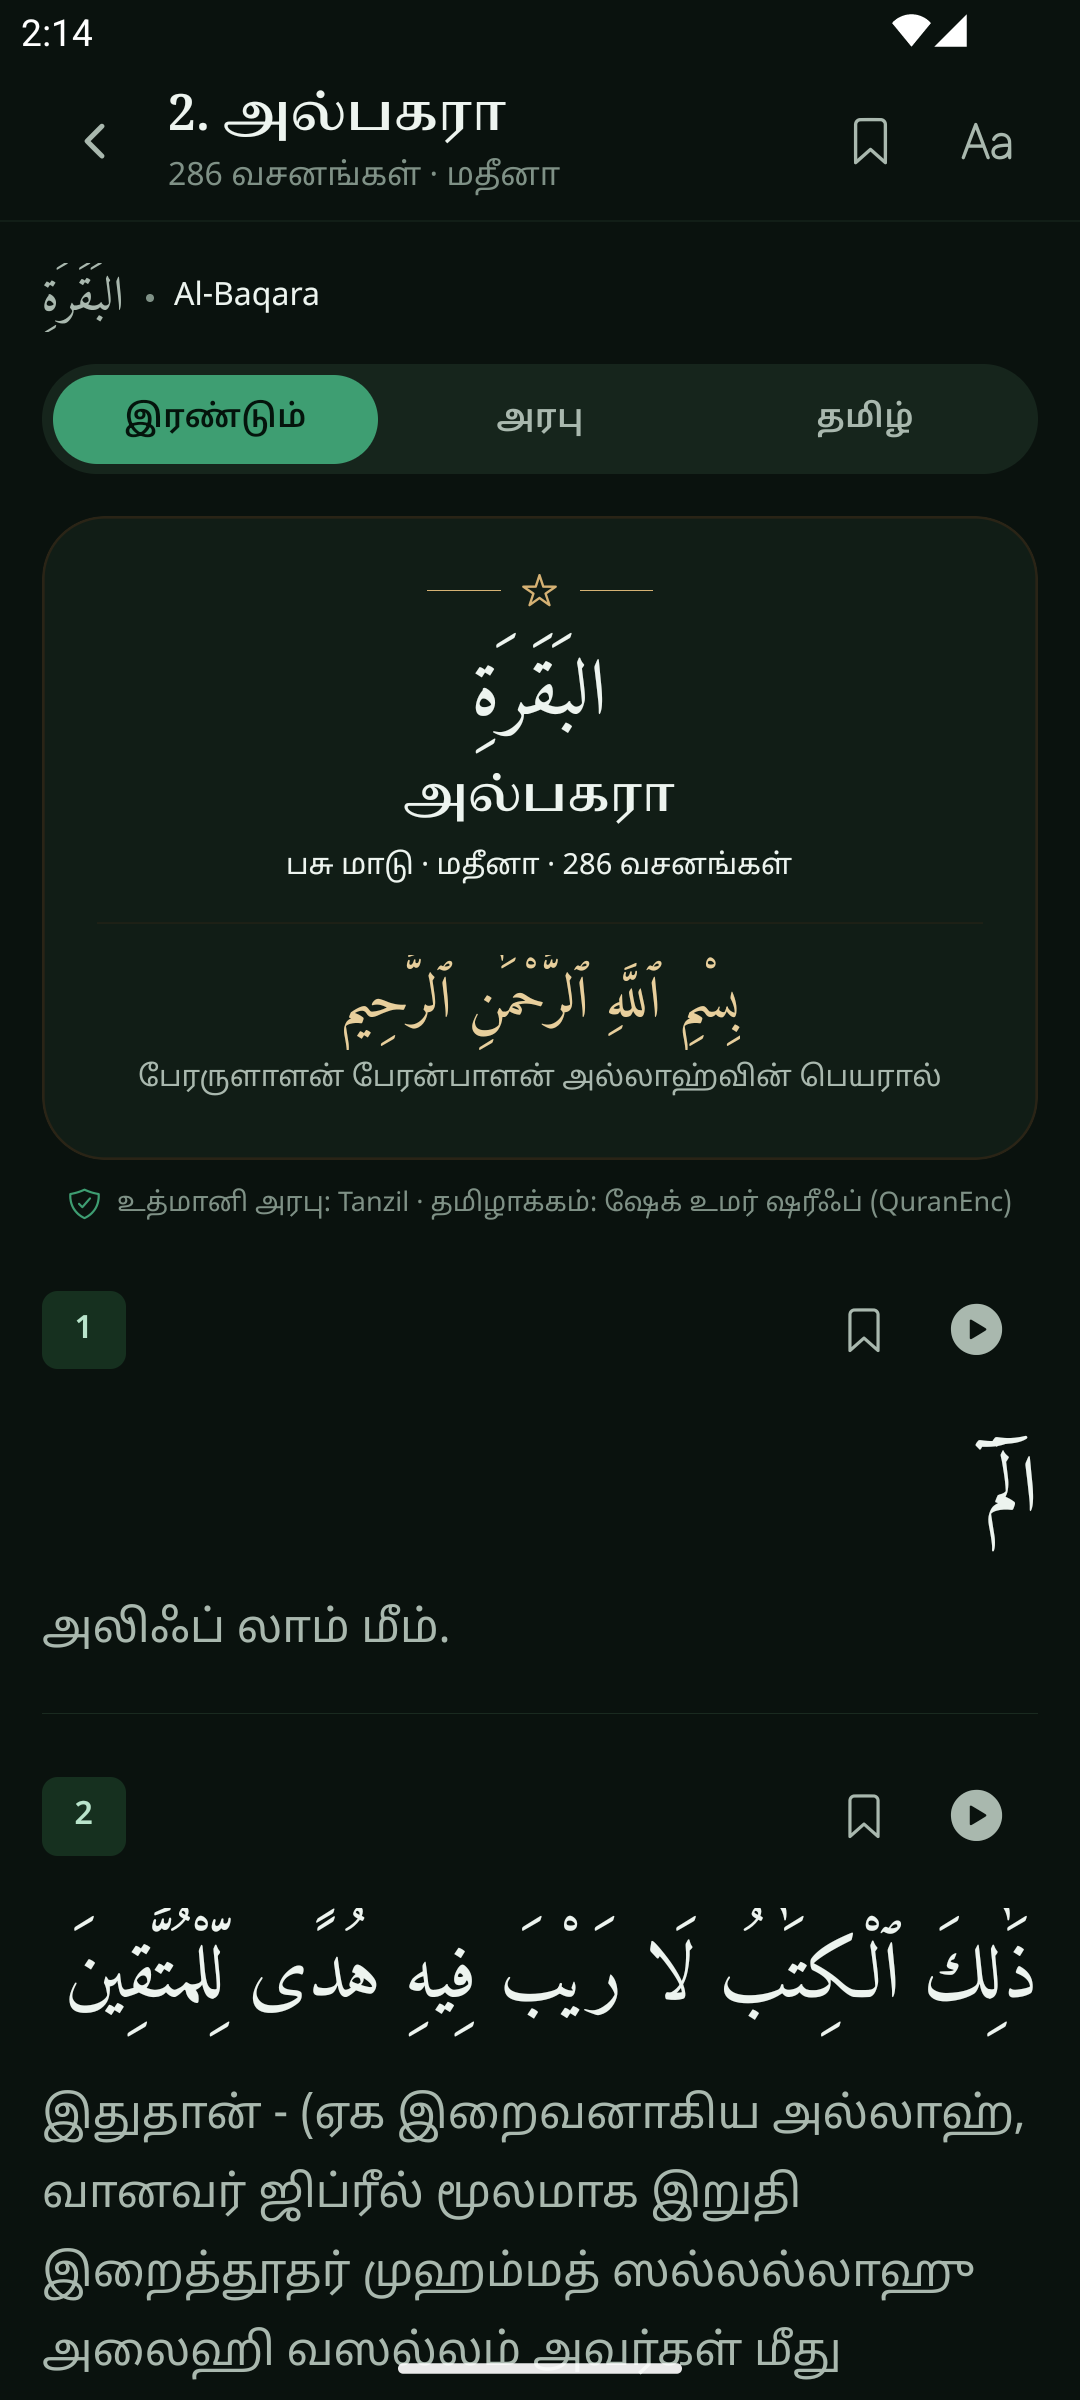 2:14
2. அல்பகரா
286 வசனங்கள் · மதீனா
Aa
البَقَرَةِ • Al-Baqara
இரண்டும் அரபு தமிழ்
البَقَرَةِ
அல்பகரா
பசு மாடு · மதீனா · 286 வசனங்கள்
بِسْمِ ٱللَّهِ ٱلرَّحْمَٰنِ ٱلرَّحِيمِ
பேரருளாளன் பேரன்பாளன் அல்லாஹ்வின் பெயரால்
உத்மானி அரபு: Tanzil · தமிழாக்கம்: ஷேக் உமர் ஷரீஃப் (QuranEnc)
1
الٓمٓ
அலிஃப் லாம் மீம்.
2
ذَٰلِكَ ٱلْكِتَٰبُ لَا رَيْبَ فِيهِ هُدًى لِّلْمُتَّقِينَ
இதுதான் - (ஏக இறைவனாகிய அல்லாஹ்,
வானவர் ஜிப்ரீல் மூலமாக இறுதி
இறைத்தூதர் முஹம்மத் ஸல்லல்லாஹு
அலைஹி வஸல்லம் அவர்கள் மீது